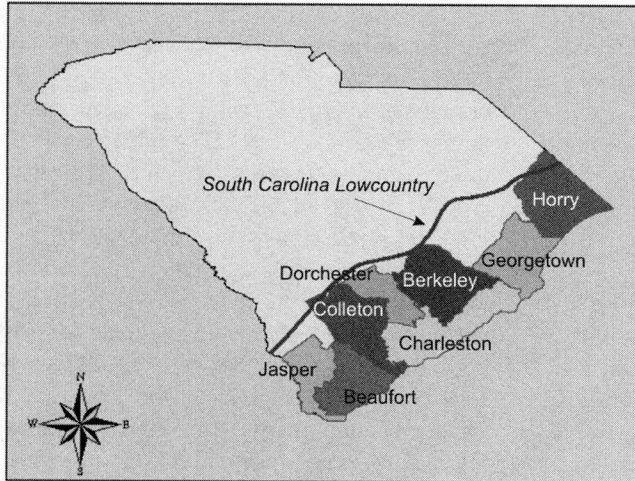 South Carolina Lowcountry
Horry
Georgetown
Dorchester
Berkeley
Colleton
Charleston
Jasper
Beaufort
N
W
E
S